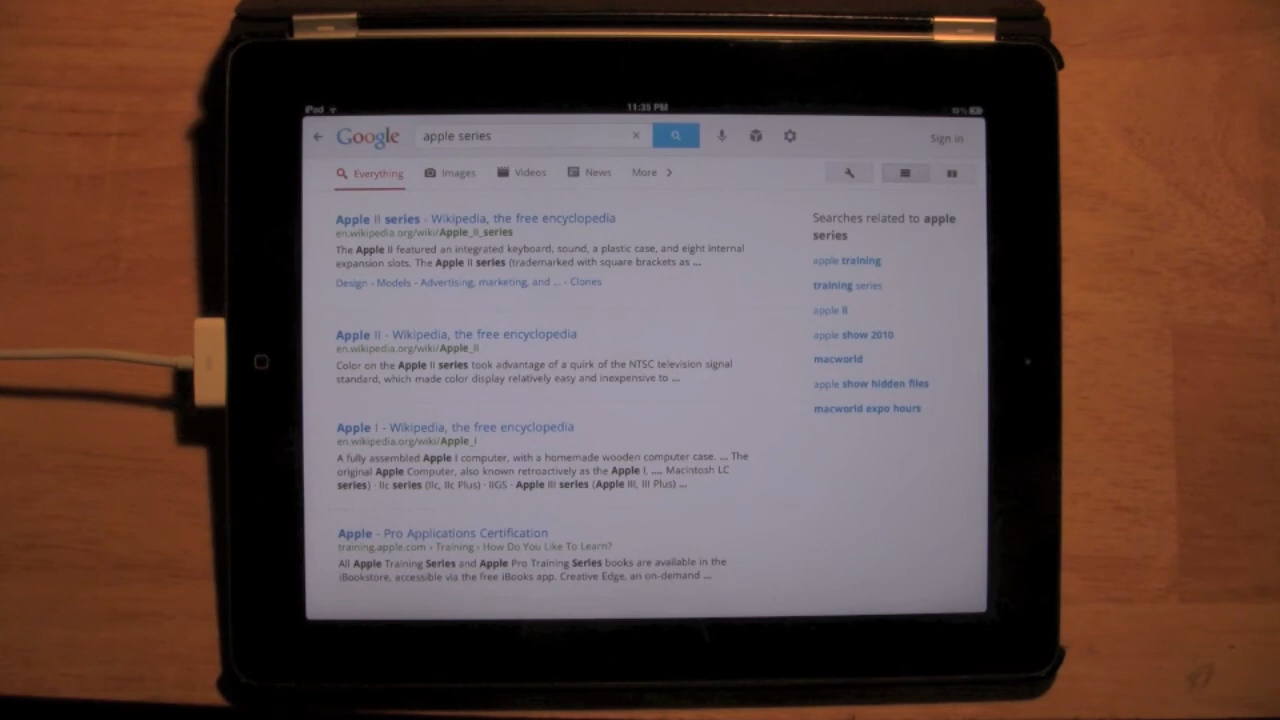 iPad
11:35 PM
Google
apple series
Sign in
Everything
Images
Videos
News
More
Apple II series - Wikipedia, the free encyclopedia
en.wikipedia.org/wiki/Apple_II_series
The Apple II featured an integrated keyboard, sound, a plastic case, and eight internal
expansion slots. The Apple II series (trademarked with square brackets as ...
Design - Models - Advertising, marketing, and ... - Clones
Apple II - Wikipedia, the free encyclopedia
en.wikipedia.org/wiki/Apple_II
Color on the Apple II series took advantage of a quirk of the NTSC television signal
standard, which made color display relatively easy and inexpensive to ...
Apple I - Wikipedia, the free encyclopedia
en.wikipedia.org/wiki/Apple_I
A fully assembled Apple I computer, with a homemade wooden computer case. ... The
original Apple Computer, also known retroactively as the Apple I, .... Macintosh LC
series) · IIc series (IIc, IIc Plus) · IIGS · Apple III series (Apple III, III Plus) ...
Apple - Pro Applications Certification
training.apple.com › Training › How Do You Like To Learn?
All Apple Training Series and Apple Pro Training Series books are available in the
iBookstore, accessible via the free iBooks app. Creative Edge, an on-demand ...
Searches related to apple
series
apple training
training series
apple II
apple show 2010
macworld
apple show hidden files
macworld expo hours